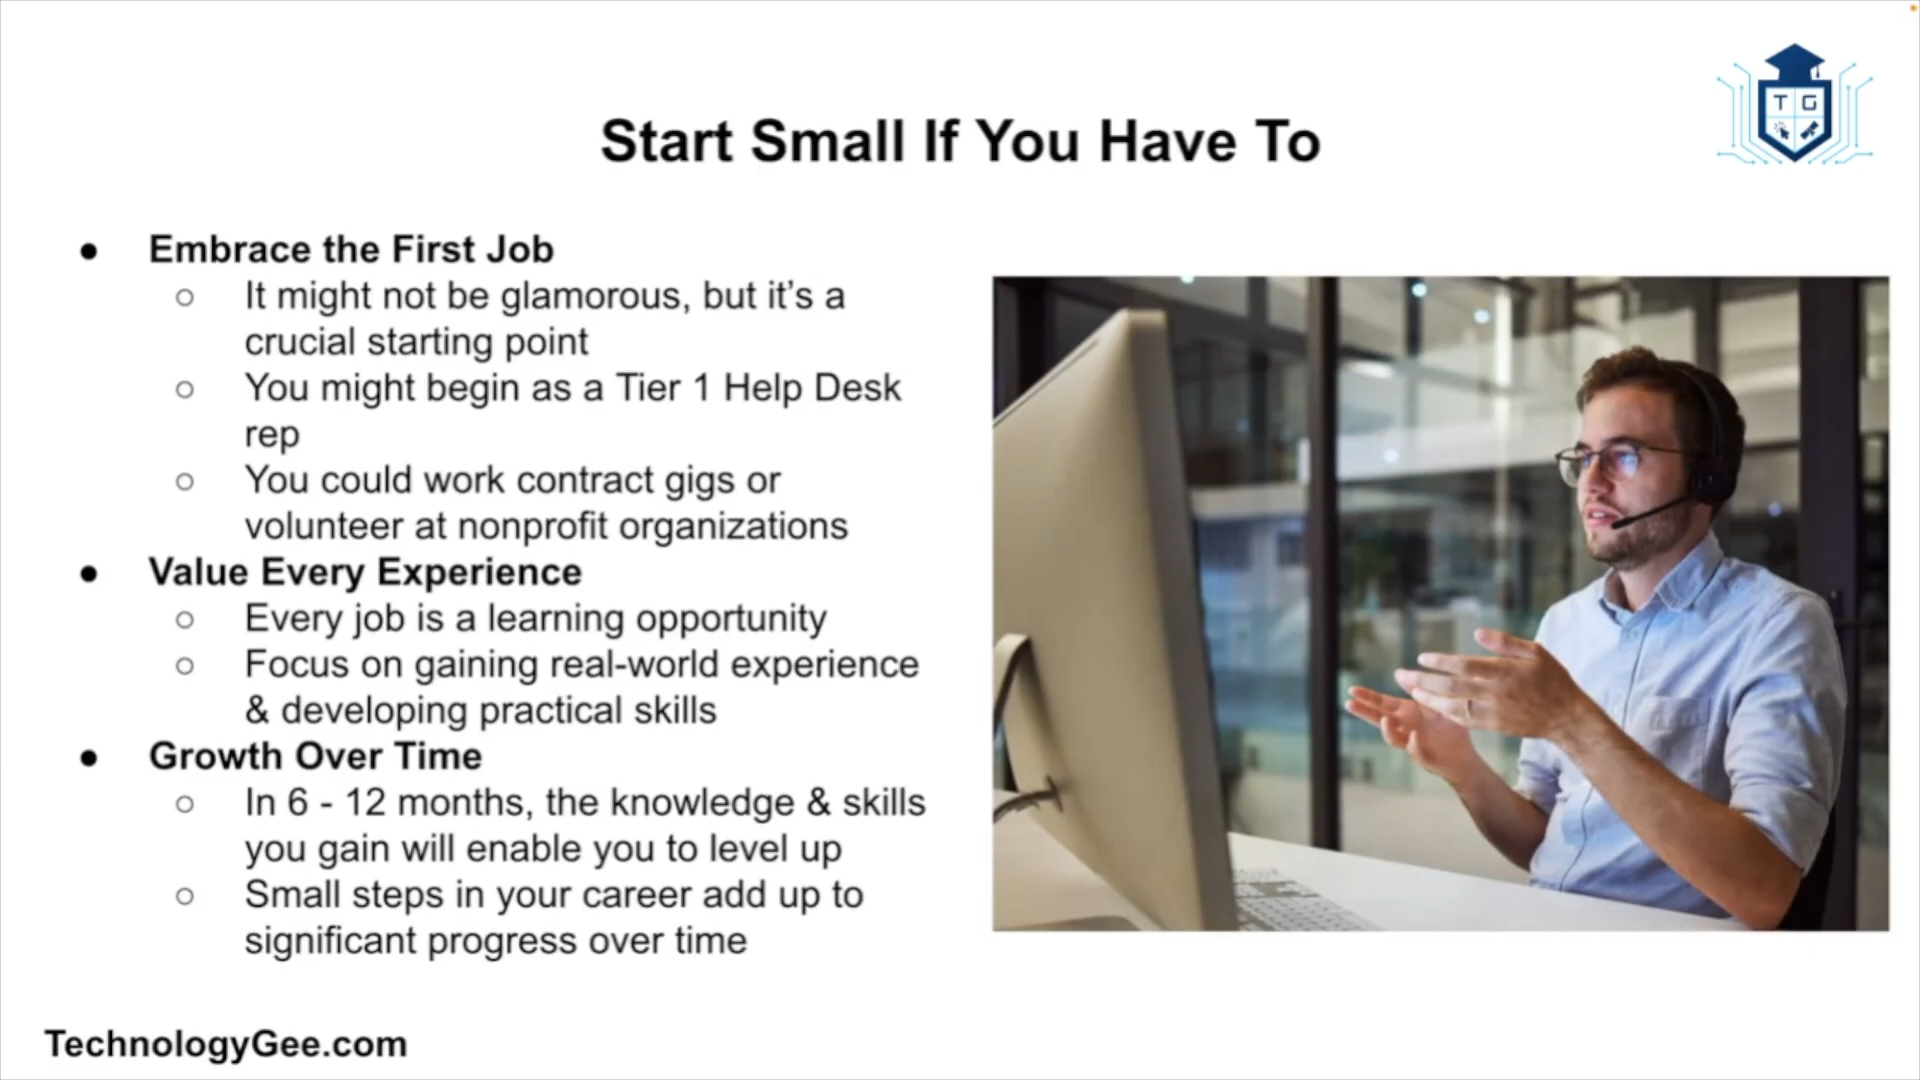 T G
Start Small If You Have To
● Embrace the First Job
○ It might not be glamorous, but it’s a
crucial starting point
○ You might begin as a Tier 1 Help Desk
rep
○ You could work contract gigs or
volunteer at nonprofit organizations
● Value Every Experience
○ Every job is a learning opportunity
○ Focus on gaining real-world experience
& developing practical skills
● Growth Over Time
○ In 6 - 12 months, the knowledge & skills
you gain will enable you to level up
○ Small steps in your career add up to
significant progress over time
TechnologyGee.com